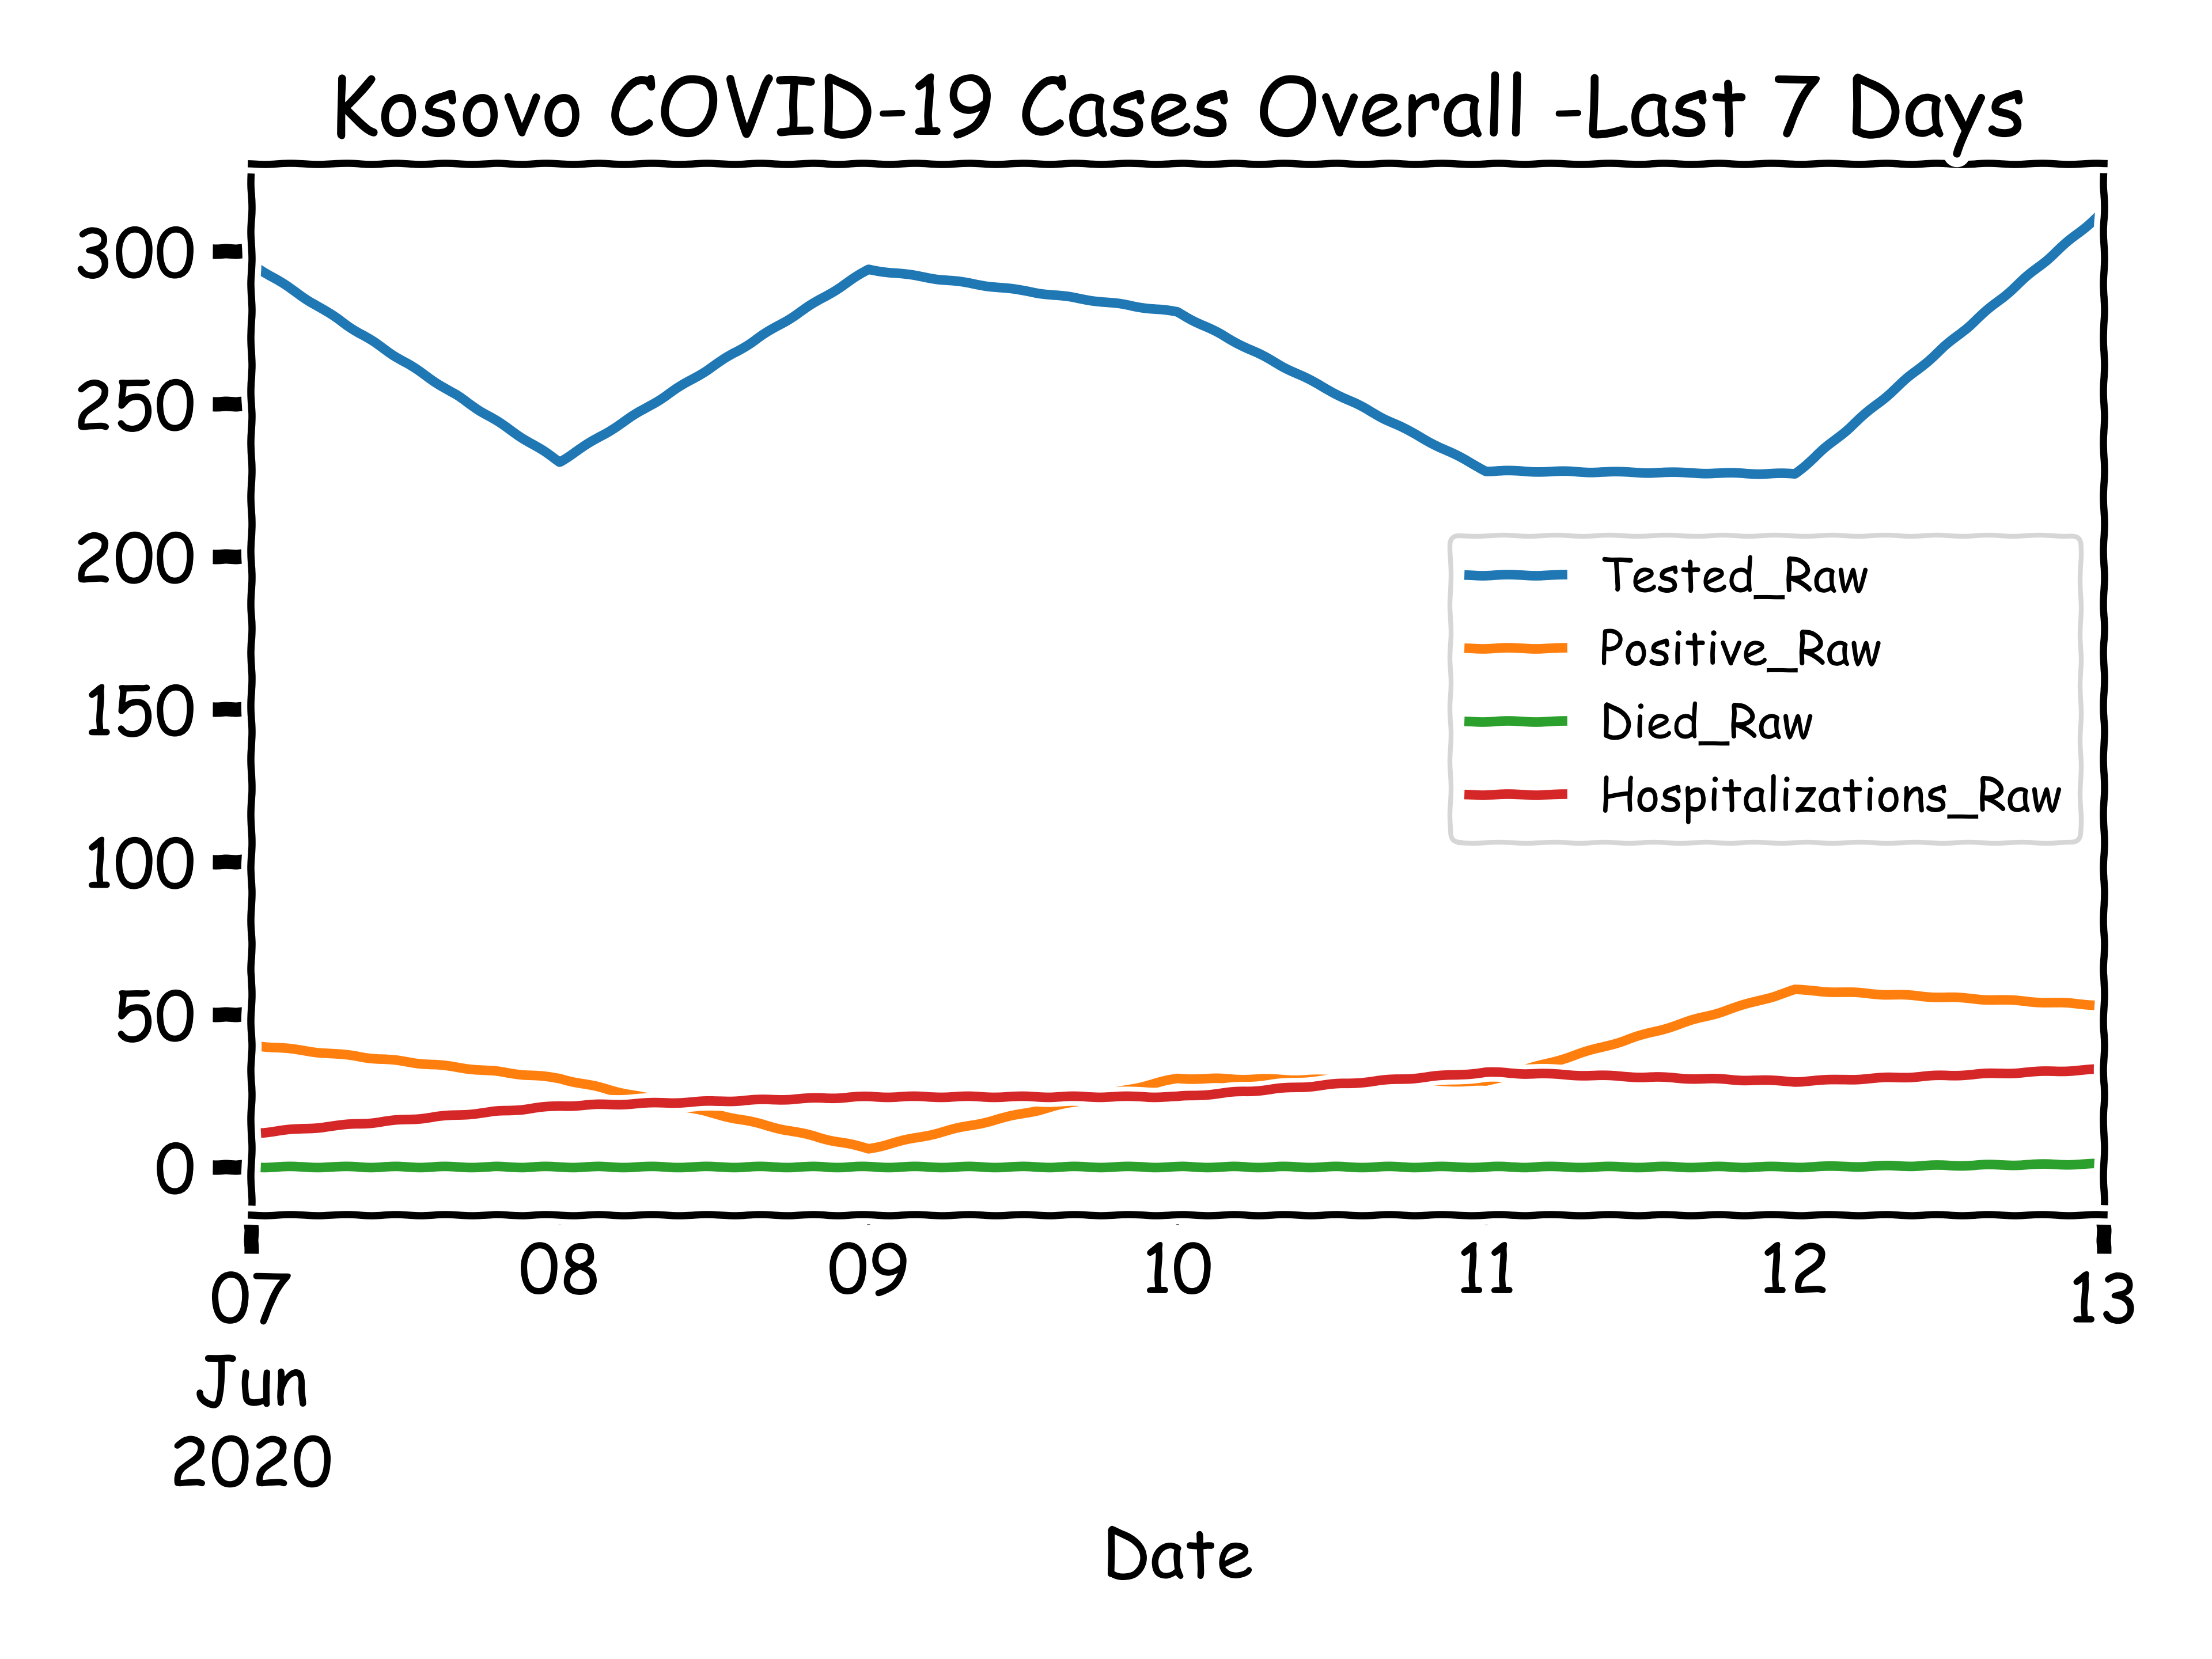 Kosovo COVID-19 Cases Overall -Last 7 Days
300
250
200
150
100
50
0
Tested_Raw
Positive_Raw
Died_Raw
Hospitalizations_Raw
07 08 09 10 11 12 13
Jun
2020
Date